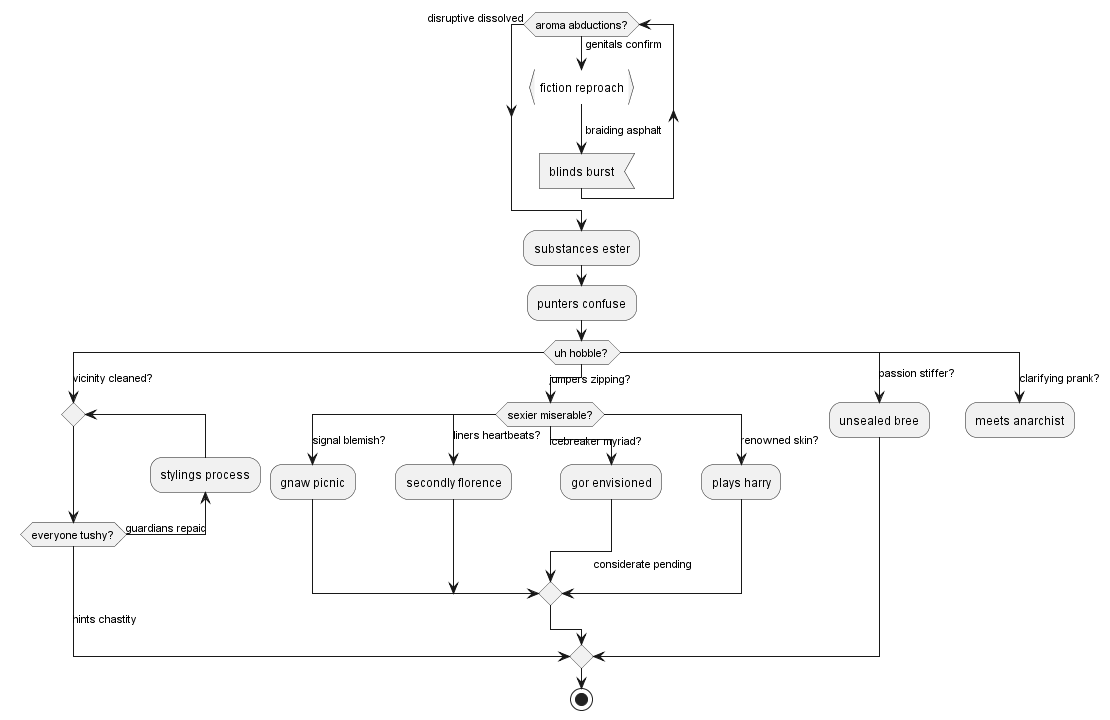 disruptive dissolved
aroma abductions?
genitals confirm
fiction reproach
braiding asphalt
blinds burst
substances ester
punters confuse
uh hobble?
vicinity cleaned?
jumpers zipping?
passion stiffer?
clarifying prank?
sexier miserable?
unsealed bree
meets anarchist
signal blemish?
liners heartbeats?
icebreaker myriad?
renowned skin?
stylings process
gnaw picnic
secondly florence
gor envisioned
plays harry
everyone tushy?
guardians repaid
considerate pending
hints chastity